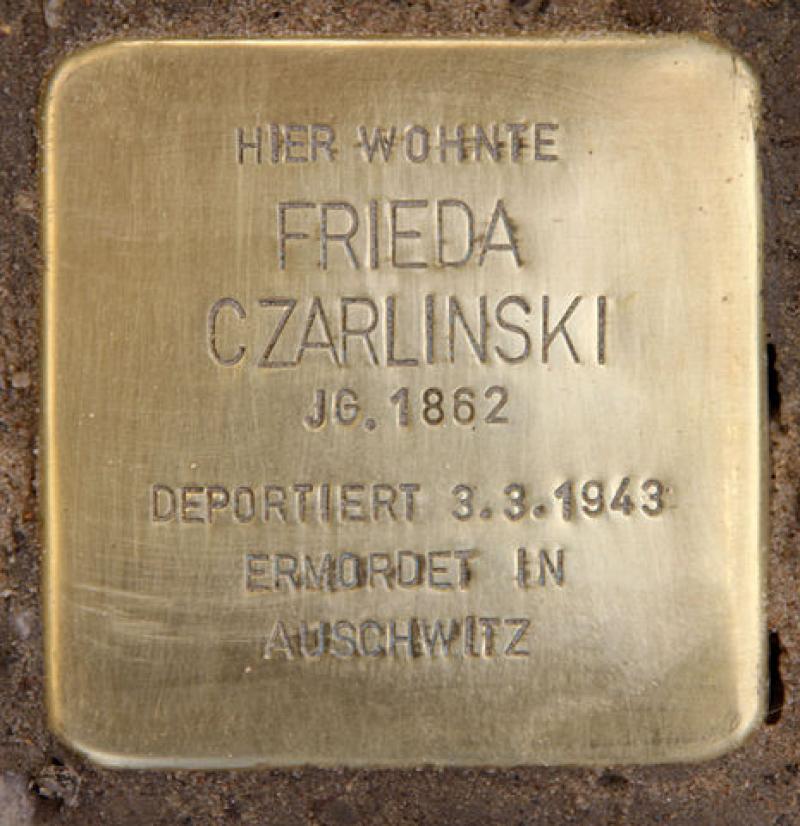 HIER WOHNTE
FRIEDA
CZARLINSKI
JG. 1862
DEPORTIERT 3.3.1943
ERMORDET IN
AUSCHWITZ